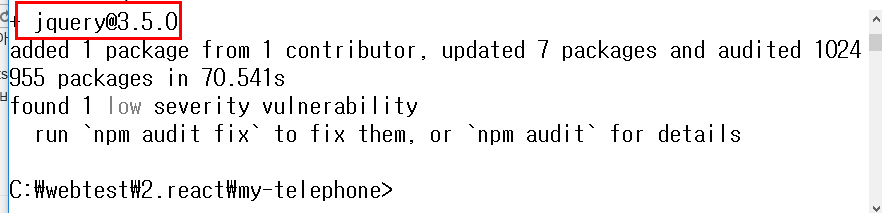 + jquery@3.5.0
added 1 package from 1 contributor, updated 7 packages and audited 1024
955 packages in 70.541s
found 1 low severity vulnerability
run `npm audit fix` to fix them, or `npm audit` for details
C:₩webtest₩2.react₩my-telephone>